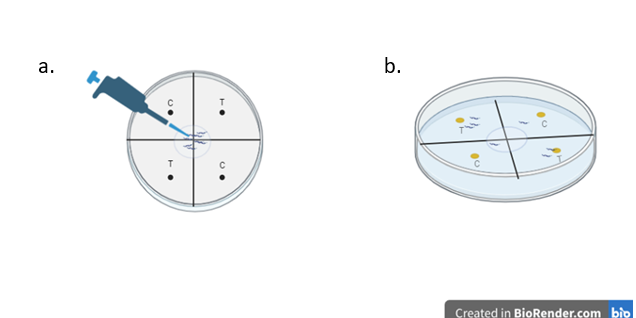 a.
b.
C T
T C
T C
C T
Created in BioRender.com bio